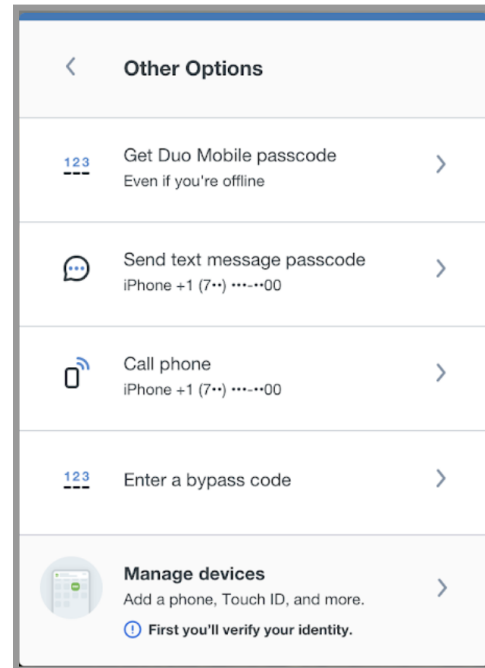 Other Options
123
Get Duo Mobile passcode
Even if you're offline
Send text message passcode
iPhone +1 (7••) •••-••00
Call phone
iPhone +1 (7••) •••-••00
123
Enter a bypass code
Manage devices
Add a phone, Touch ID, and more.
First you'll verify your identity.